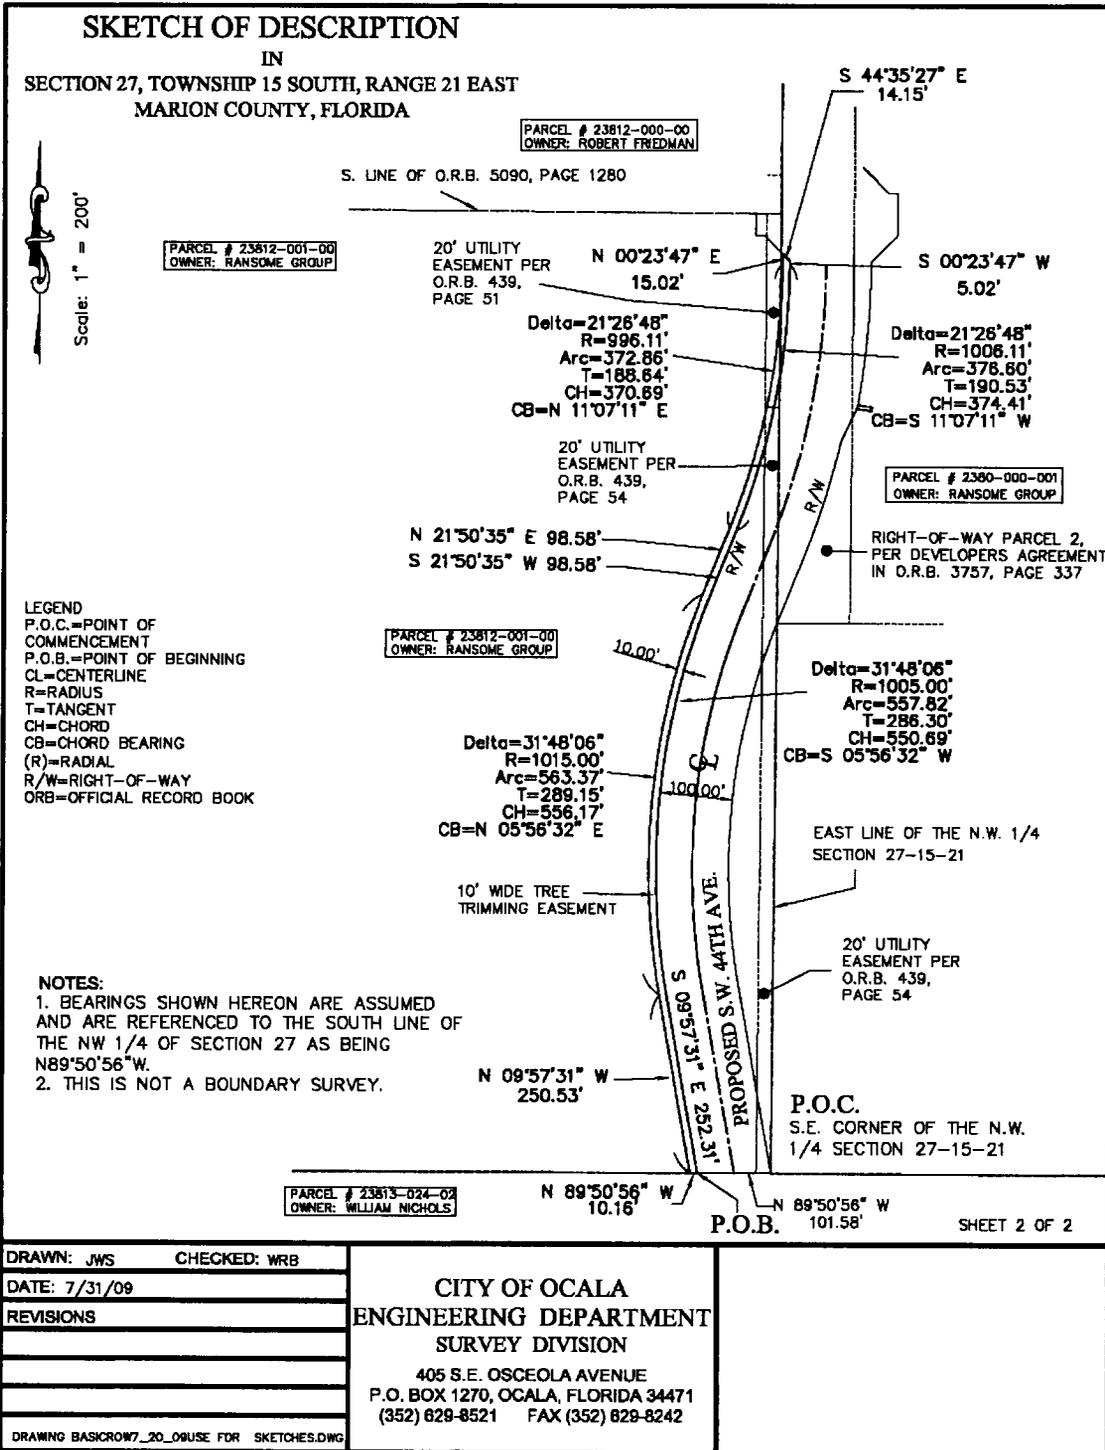 SKETCH OF DESCRIPTION
IN
SECTION 27, TOWNSHIP 15 SOUTH, RANGE 21 EAST
MARION COUNTY, FLORIDA
S 44°35'27" E
14.15'
PARCEL # 23812-000-00
OWNER: ROBERT FRIEDMAN
S. LINE OF O.R.B. 5090, PAGE 1280
Scale: 1" = 200'
PARCEL # 23812-001-00
OWNER: RANSOME GROUP
20' UTILITY
EASEMENT PER
O.R.B. 439,
PAGE 51
N 00°23'47" E
15.02'
S 00°23'47" W
5.02'
Delta=21°26'48"
R=996.11'
Arc=372.86'
T=188.64'
CH=370.69'
CB=N 11°07'11" E
Delta=21°26'48"
R=1006.11'
Arc=376.60'
T=190.53'
CH=374.41'
CB=S 11°07'11" W
20' UTILITY
EASEMENT PER
O.R.B. 439,
PAGE 54
PARCEL # 2380-000-001
OWNER: RANSOME GROUP
R/W
N 21°50'35" E 98.58'
S 21°50'35" W 98.58'
R/W
RIGHT-OF-WAY PARCEL 2,
PER DEVELOPERS AGREEMENT
IN O.R.B. 3757, PAGE 337
LEGEND
P.O.C.=POINT OF
COMMENCEMENT
P.O.B.=POINT OF BEGINNING
CL=CENTERLINE
R=RADIUS
T=TANGENT
CH=CHORD
CB=CHORD BEARING
(R)=RADIAL
R/W=RIGHT-OF-WAY
ORB=OFFICIAL RECORD BOOK
PARCEL # 23812-001-00
OWNER: RANSOME GROUP
10.00'
Delta=31°48'06"
R=1005.00'
Arc=557.82'
T=286.30'
CH=550.69'
CB=S 05°56'32" W
Delta=31°48'06"
R=1015.00'
Arc=563.37'
T=289.15'
CH=556.17'
CB=N 05°56'32" E
CL
100.00'
EAST LINE OF THE N.W. 1/4
SECTION 27-15-21
10' WIDE TREE
TRIMMING EASEMENT
PROPOSED S.W. 44TH AVE.
S 09°57'31" E 252.31'
20' UTILITY
EASEMENT PER
O.R.B. 439,
PAGE 54
NOTES:
1. BEARINGS SHOWN HEREON ARE ASSUMED
AND ARE REFERENCED TO THE SOUTH LINE OF
THE NW 1/4 OF SECTION 27 AS BEING
N89°50'56"W.
2. THIS IS NOT A BOUNDARY SURVEY.
N 09°57'31" W
250.53'
P.O.C.
S.E. CORNER OF THE N.W.
1/4 SECTION 27-15-21
PARCEL # 23813-024-02
OWNER: WILLIAM NICHOLS
N 89°50'56" W
10.16'
P.O.B.
N 89°50'56" W
101.58'
SHEET 2 OF 2
DRAWN: JWS CHECKED: WRB
DATE: 7/31/09
REVISIONS
DRAWING BASICROW7_20_09USE FOR SKETCHES.DWG
CITY OF OCALA
ENGINEERING DEPARTMENT
SURVEY DIVISION
405 S.E. OSCEOLA AVENUE
P.O. BOX 1270, OCALA, FLORIDA 34471
(352) 629-8521 FAX (352) 629-8242